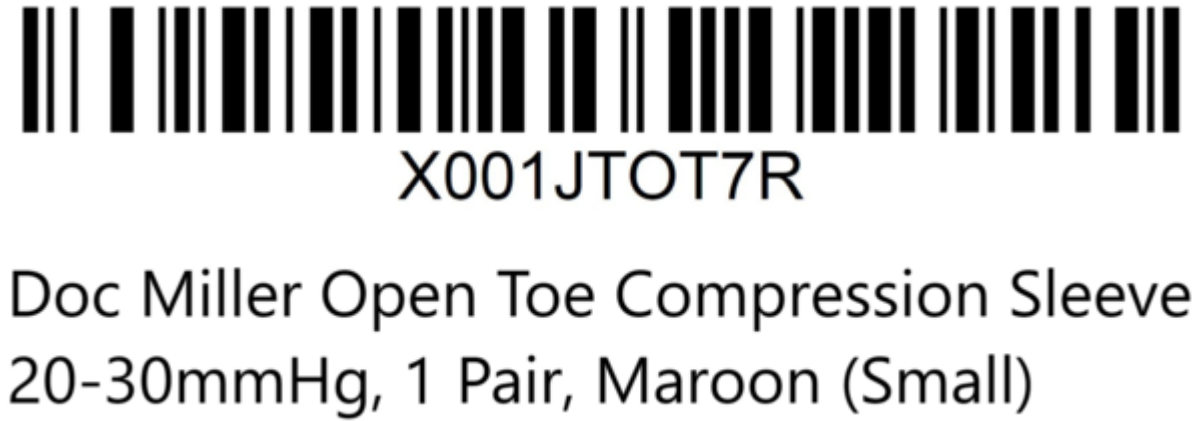 X001JTOT7R
Doc Miller Open Toe Compression Sleeve
20-30mmHg, 1 Pair, Maroon (Small)